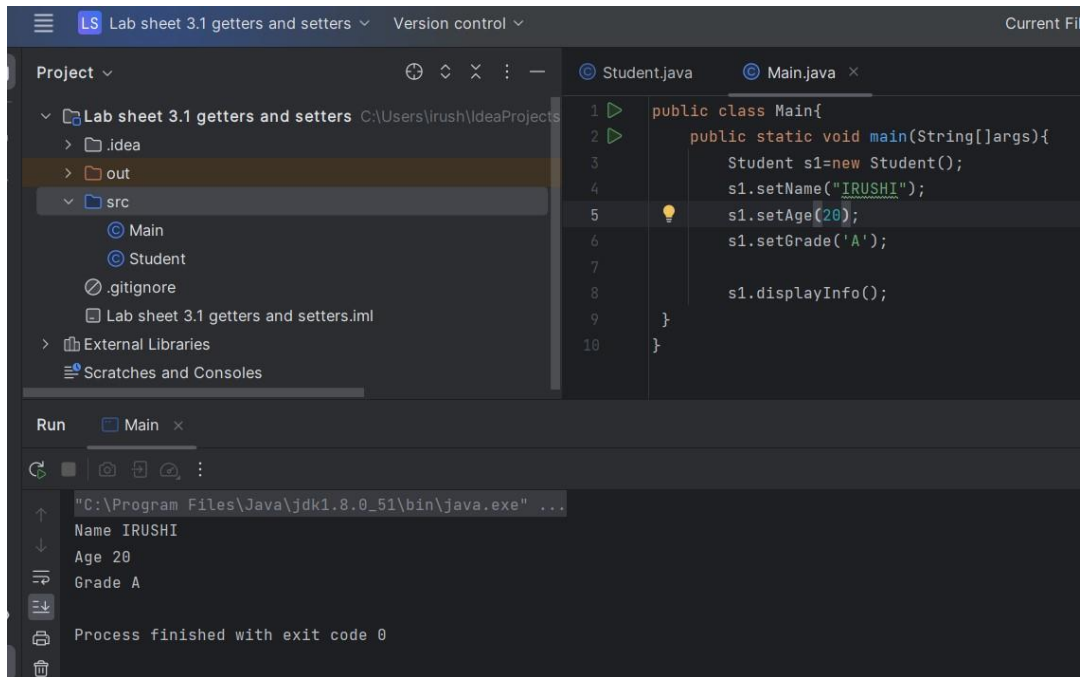 LS Lab sheet 3.1 getters and setters Version control Current Fi
Project
Student.java Main.java
Lab sheet 3.1 getters and setters C:\Users\irush\IdeaProjects
.idea
out
src
Main
Student
.gitignore
Lab sheet 3.1 getters and setters.iml
External Libraries
Scratches and Consoles
1 public class Main{
2 public static void main(String[]args){
3 Student s1=new Student();
4 s1.setName("IRUSHI");
5 s1.setAge(20);
6 s1.setGrade('A');
7
8 s1.displayInfo();
9 }
10 }
Run Main
"C:\Program Files\Java\jdk1.8.0_51\bin\java.exe" ...
Name IRUSHI
Age 20
Grade A
Process finished with exit code 0